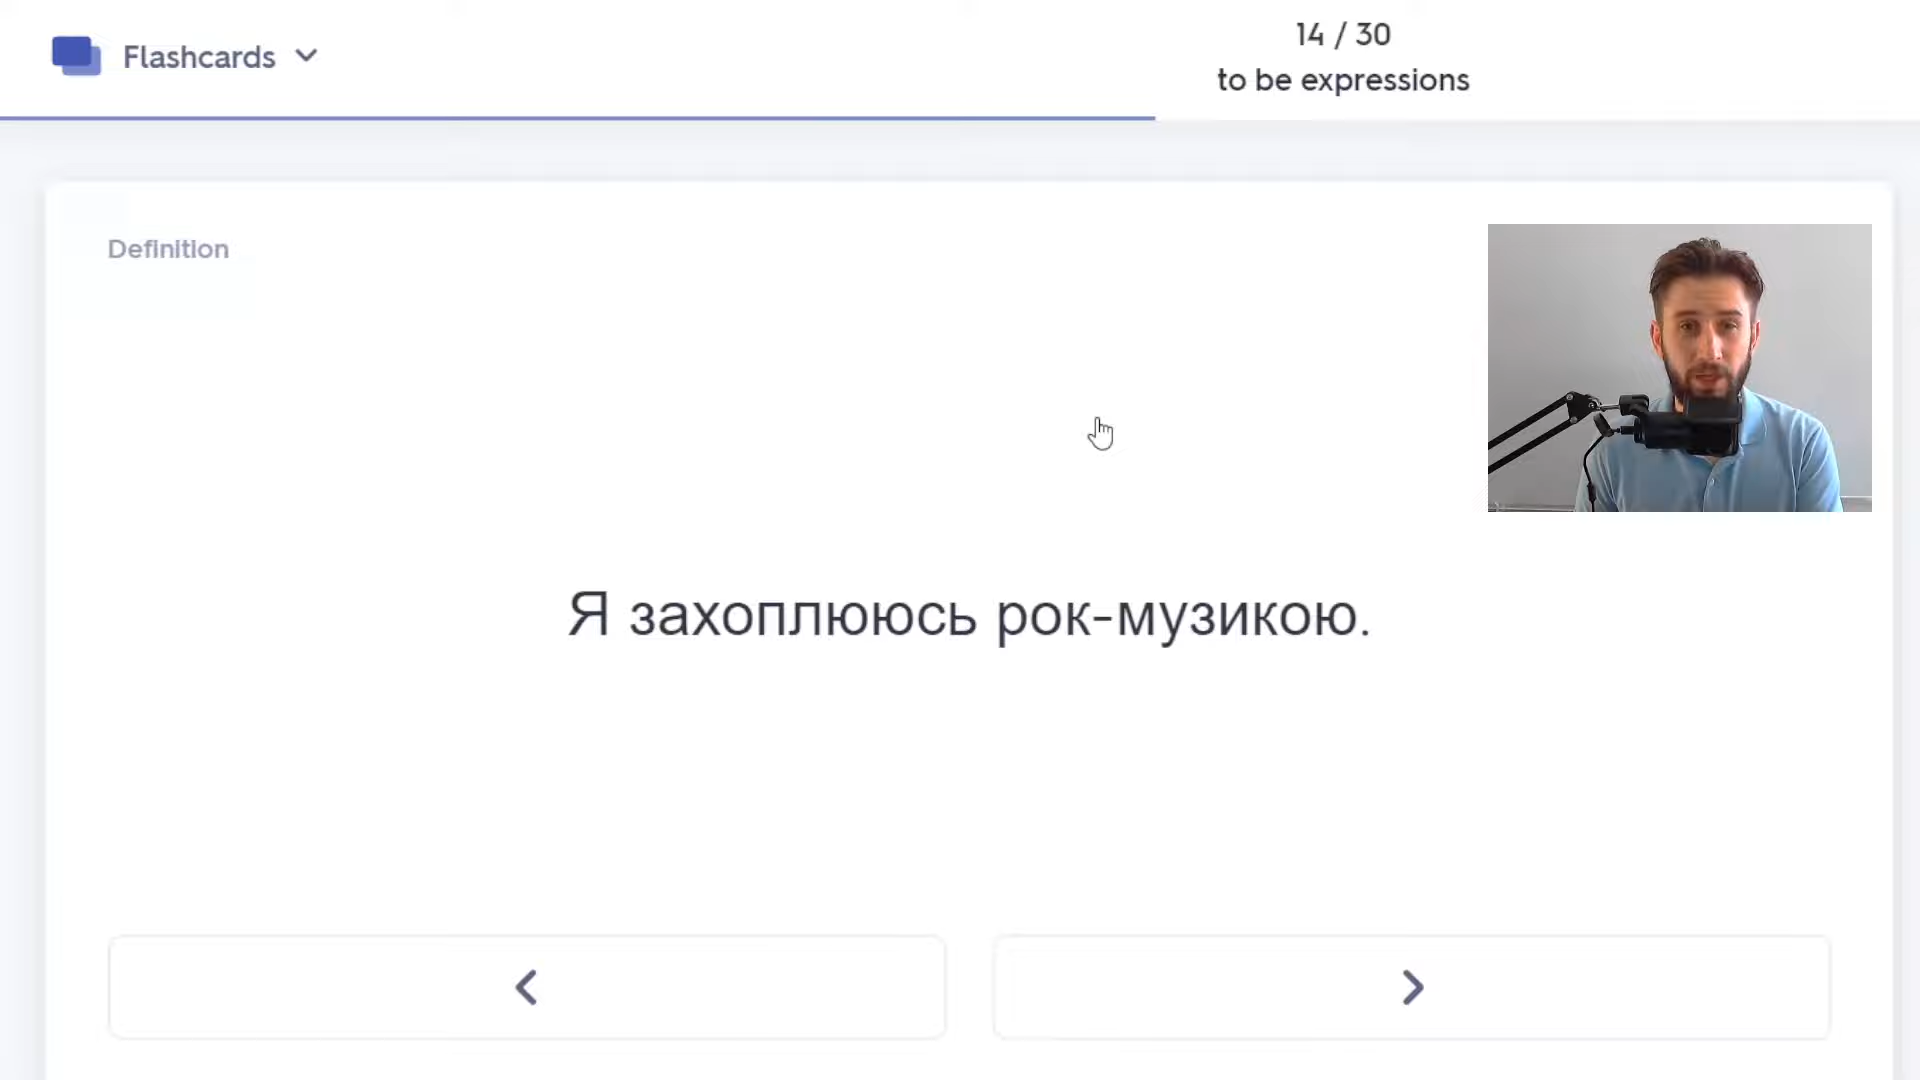 Flashcards
14 / 30
to be expressions
Definition
Я захоплююсь рок-музикою.